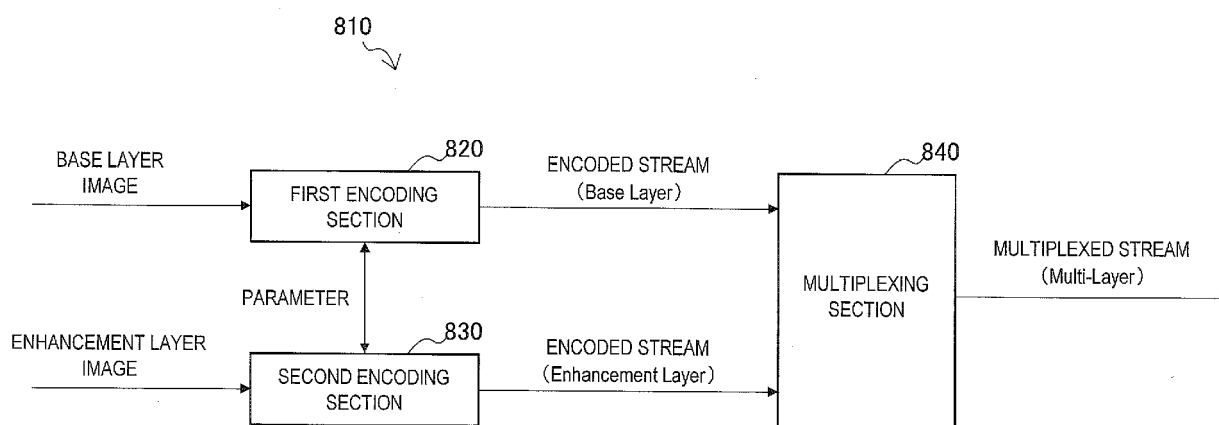 810
BASE LAYER
IMAGE
820
FIRST ENCODING
SECTION
ENCODED STREAM
(Base Layer)
840
MULTIPLEXING
SECTION
MULTIPLEXED STREAM
(Multi-Layer)
PARAMETER
ENHANCEMENT LAYER
IMAGE
830
SECOND ENCODING
SECTION
ENCODED STREAM
(Enhancement Layer)